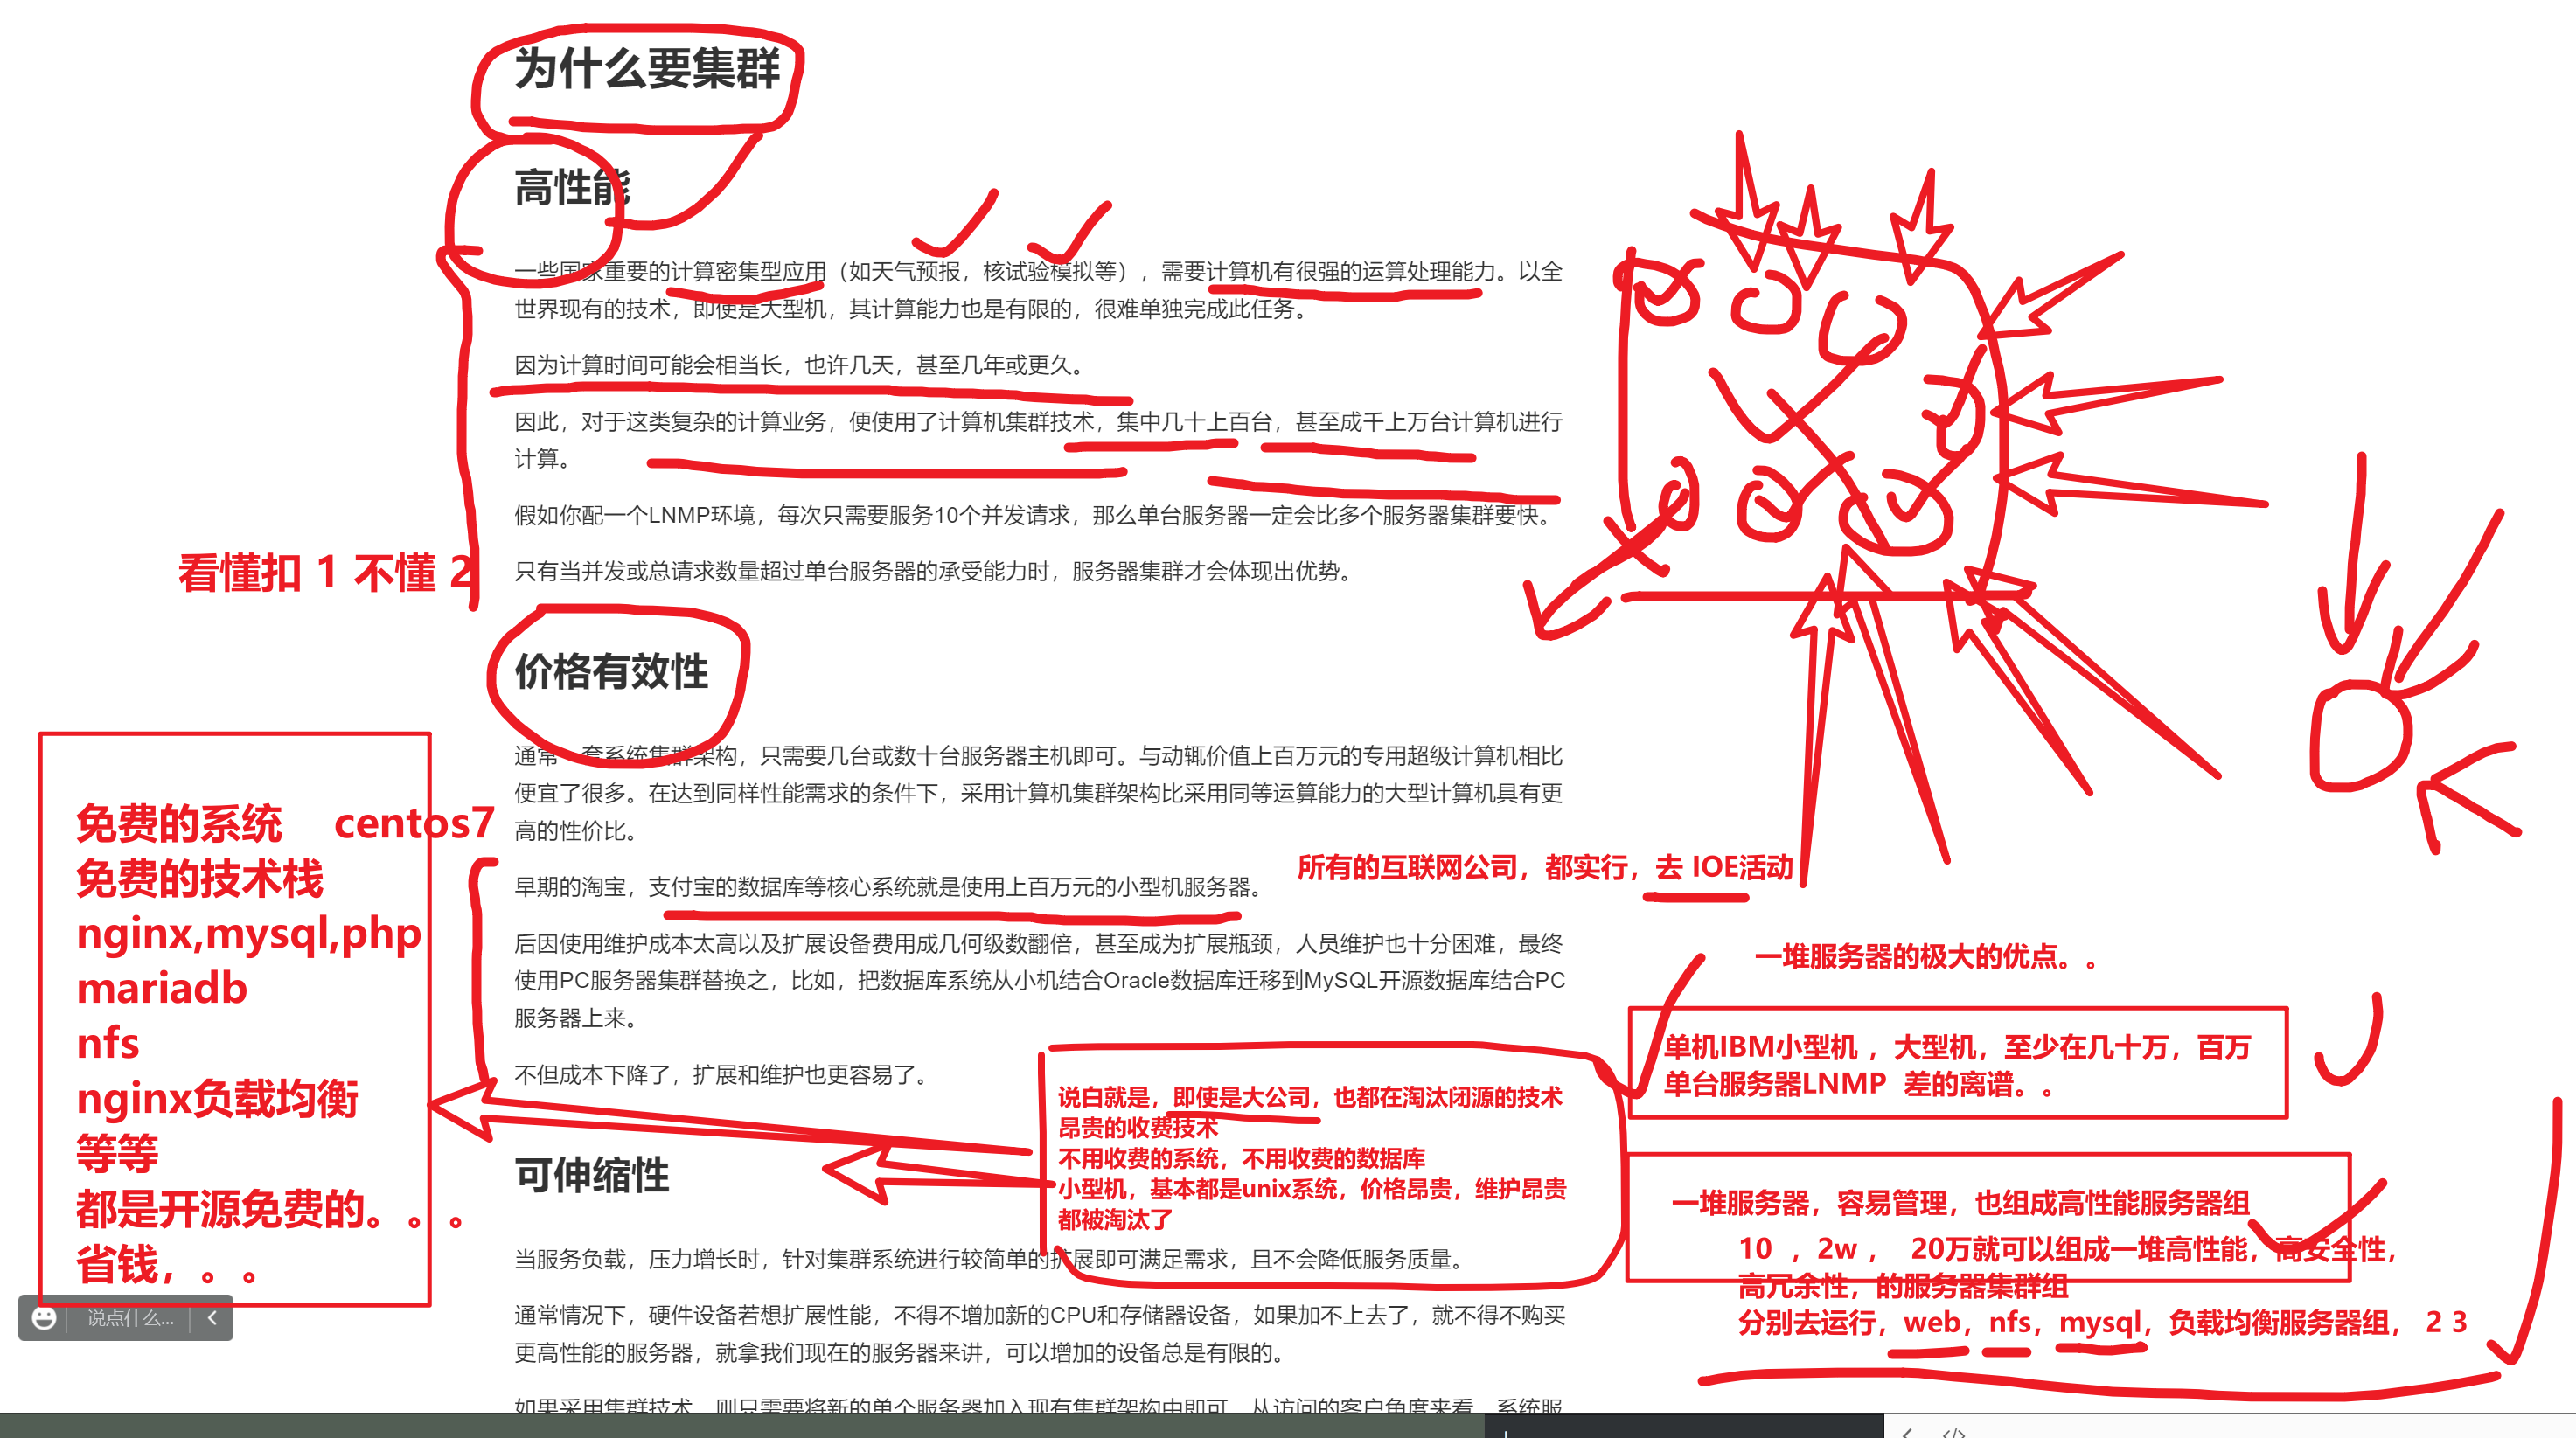 为什么要集群
高性能
一些国家重要的计算密集型应用（如天气预报，核试验模拟等），需要计算机有很强的运算处理能力。以全
世界现有的技术，即使是大型机，其计算能力也是有限的，很难单独完成此任务。
因为计算时间可能会相当长，也许几天，甚至几年或更久。
因此，对于这类复杂的计算业务，便使用了计算机集群技术，集中几十上百台，甚至成千上万台计算机进行
计算。
假如你配一个LNMP环境，每次只需要服务10个并发请求，那么单台服务器一定会比多个服务器集群要快。
只有当并发或总请求数量超过单台服务器的承受能力时，服务器集群才会体现出优势。
看懂扣 1 不懂 2
价格有效性
通常一套系统集群架构，只需要几台或数十台服务器主机即可。与动辄价值上百万元的专用超级计算机相比
便宜了很多。在达到同样性能需求的条件下，采用计算机集群架构比采用同等运算能力的大型计算机具有更
高的性价比。
早期的淘宝，支付宝的数据库等核心系统就是使用上百万元的小型机服务器。
后因使用维护成本太高以及扩展设备费用成几何级数翻倍，甚至成为扩展瓶颈，人员维护也十分困难，最终
使用PC服务器集群替换之，比如，把数据库系统从小机结合Oracle数据库迁移到MySQL开源数据库结合PC
服务器上来。
不但成本下降了，扩展和维护也更容易了。
免费的系统 centos7
免费的技术栈
nginx,mysql,php
mariadb
nfs
nginx负载均衡
等等
都是开源免费的。。。
省钱，。。
所有的互联网公司，都实行，去 IOE活动
一堆服务器的极大的优点。。
单机IBM小型机 ，大型机，至少在几十万，百万
单台服务器LNMP 差的离谱。。
说白就是，即使是大公司，也都在淘汰闭源的技术
昂贵的收费技术
不用收费的系统，不用收费的数据库
小型机，基本都是unix系统，价格昂贵，维护昂贵
都被淘汰了
一堆服务器，容易管理，也组成高性能服务器组
10 ，2w ， 20万就可以组成一堆高性能，高安全性，
高冗余性，的服务器集群组
分别去运行，web，nfs，mysql，负载均衡服务器组， 2 3
可伸缩性
当服务负载，压力增长时，针对集群系统进行较简单的扩展即可满足需求，且不会降低服务质量。
通常情况下，硬件设备若想扩展性能，不得不增加新的CPU和存储器设备，如果加不上去了，就不得不购买
更高性能的服务器，就拿我们现在的服务器来讲，可以增加的设备总是有限的。
如果采用集群技术，则只需要将新的单个服务器加入现有集群架构中即可，从访问的客户角度来看，系统服
说点什么...